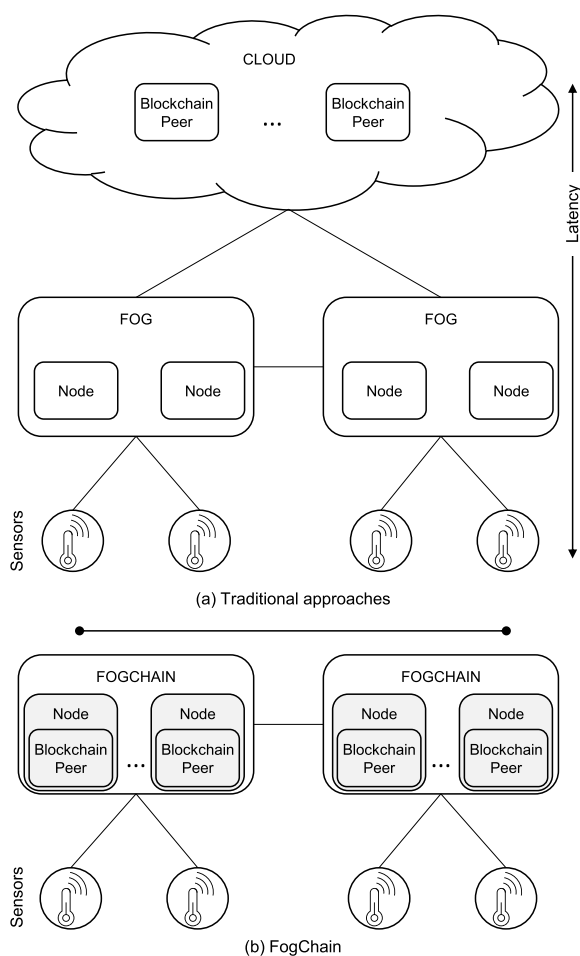 CLOUD
Blockchain
Peer
...
Blockchain
Peer
Latency
FOG
FOG
Node
Node
Node
Node
Sensors
(a) Traditional approaches
FOGCHAIN
FOGCHAIN
Node
Node
Node
Node
Blockchain
Peer
...
Blockchain
Peer
Blockchain
Peer
...
Blockchain
Peer
Sensors
(b) FogChain